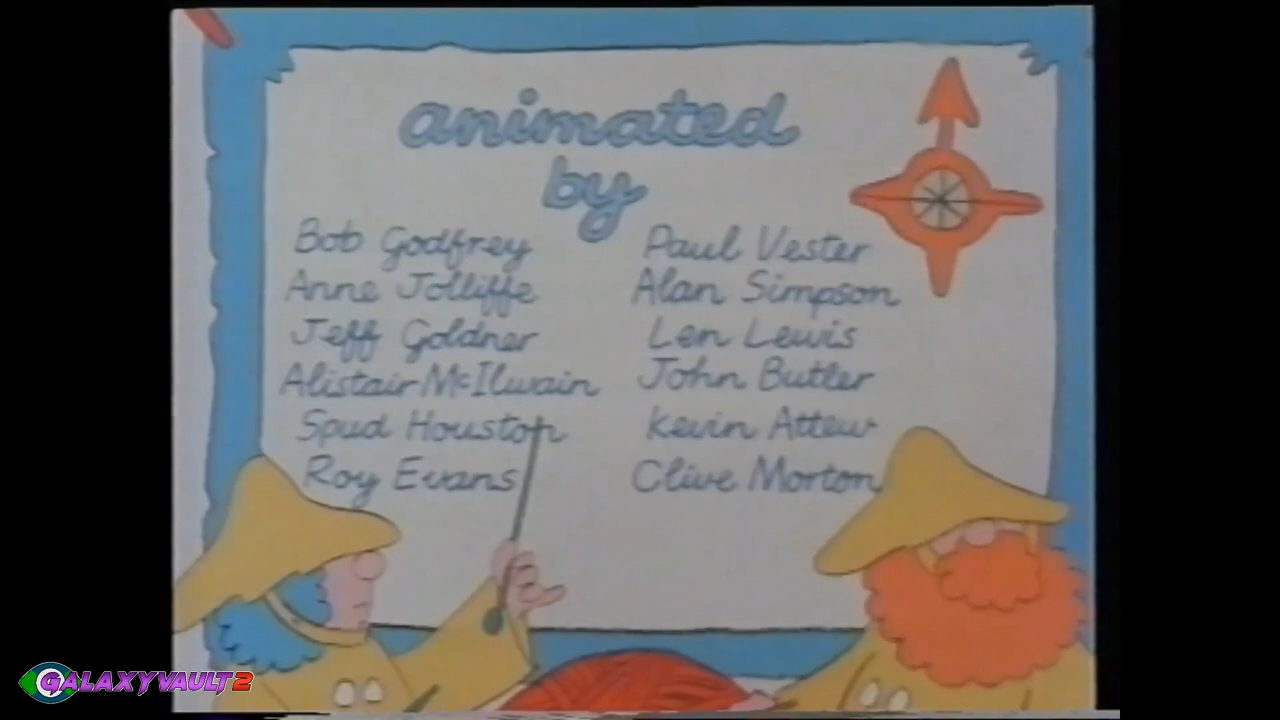 animated
by
Bob Godfrey
Anne Jolliffe
Jeff Goldner
Alistair McIlwain
Spud Houston
Roy Evans
Paul Vester
Alan Simpson
Len Lewis
John Butler
Kevin Attew
Clive Morton
GALAXYVAULT2